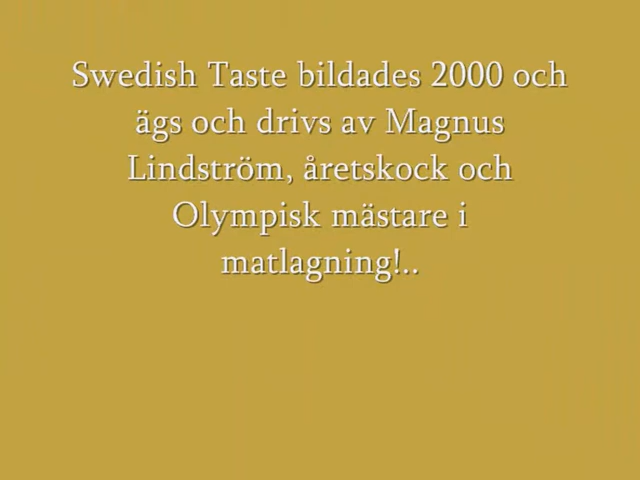 Swedish Taste bildades 2000 och
ägs och drivs av Magnus
Lindström, åretskock och
Olympisk mästare i
matlagning!..